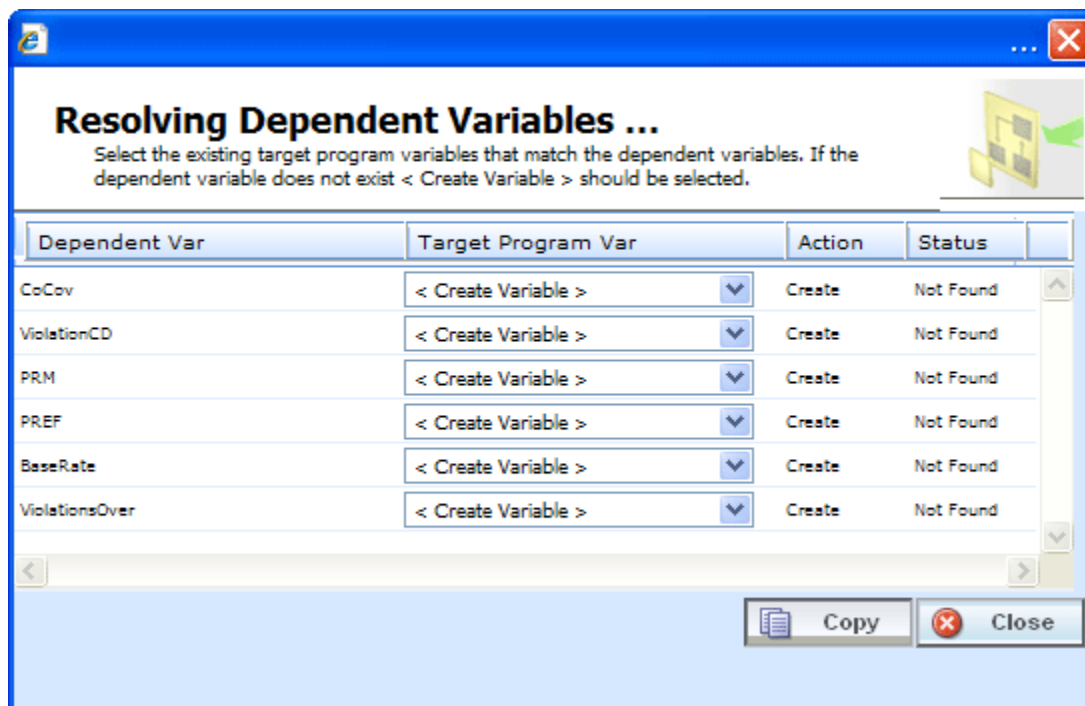 ...
Resolving Dependent Variables ...
Select the existing target program variables that match the dependent variables. If the
dependent variable does not exist < Create Variable > should be selected.
Dependent Var Target Program Var Action Status
CoCov < Create Variable > Create Not Found
ViolationCD < Create Variable > Create Not Found
PRM < Create Variable > Create Not Found
PREF < Create Variable > Create Not Found
BaseRate < Create Variable > Create Not Found
ViolationsOver < Create Variable > Create Not Found
Copy Close